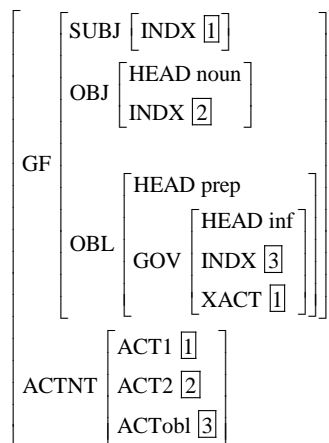 SUBJ [INDX 1]
HEAD noun
OBJ
INDX 2
GF
HEAD prep
HEAD inf
OBL
GOV INDX 3
XACT 1
ACT1 1
ACTNT ACT2 2
ACTobl 3